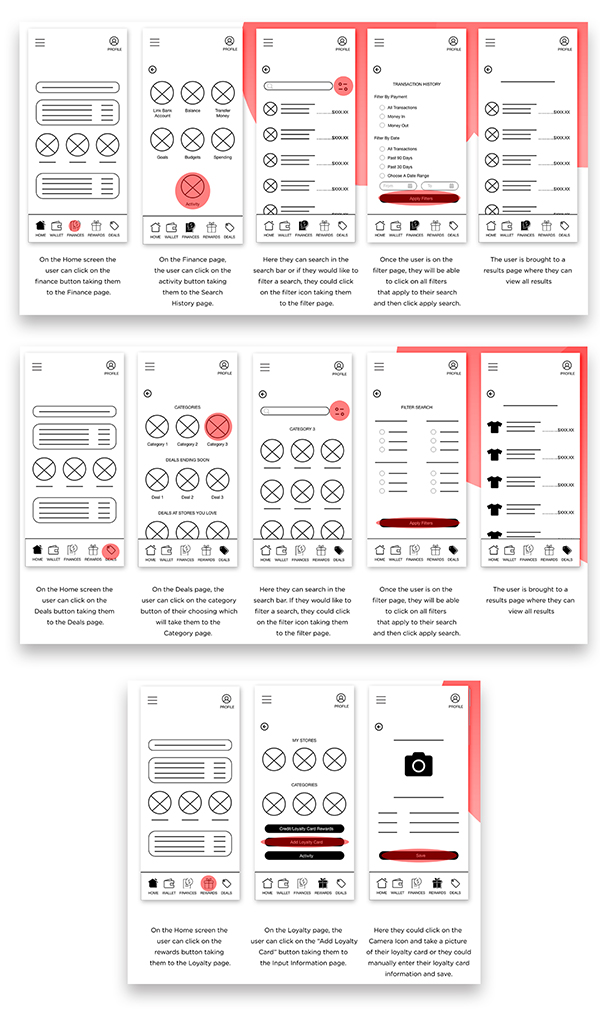 PROFILE
Link Bank
Account
Balance
Transfer
Money
Goals
Budgets
Spending
Activity
HOME
WALLET
FINANCES
REWARDS
DEALS
On the Home screen the
user can click on the
finance button taking them
to the Finance page.
PROFILE
HOME
WALLET
FINANCES
REWARDS
DEALS
On the Finance page,
the user can click on the
activity button taking
them to the Search
History page.
PROFILE
$XXX.XX
$XXX.XX
$XXX.XX
$XXX.XX
$XXX.XX
HOME
WALLET
FINANCES
REWARDS
DEALS
Here they can search in the
search bar or if they would like to
filter a search, they could click
on the filter icon taking them
to the filter page.
PROFILE
TRANSACTION HISTORY
Filter By Payment
All Transactions
Money In
Money Out
Filter By Date
All Transactions
Past 90 Days
Past 30 Days
Choose A Date Range
From
To
Apply Filters
HOME
WALLET
FINANCES
REWARDS
DEALS
Once the user is on the
filter page, they will be able
to click on all filters
that apply to their search
and then click apply search.
PROFILE
$XXX.XX
$XXX.XX
$XXX.XX
$XXX.XX
$XXX.XX
HOME
WALLET
FINANCES
REWARDS
DEALS
The user is brought to a
results page where they can
view all results
PROFILE
HOME
WALLET
FINANCES
REWARDS
DEALS
On the Home screen the
user can click on the
Deals button taking them
to the Deals page.
PROFILE
CATEGORIES
Category 1
Category 2
Category 3
DEALS ENDING SOON
Deal 1
Deal 2
Deal 3
DEALS AT STORES YOU LOVE
HOME
WALLET
FINANCES
REWARDS
DEALS
On the Deals page, the
user can click on the category
button of their choosing which
will take them to the
Category page.
PROFILE
CATEGORY 3
HOME
WALLET
FINANCES
REWARDS
DEALS
Here they can search in the
search bar. If they would like to
filter a search, they could click
on the filter icon taking them
to the filter page.
PROFILE
FILTER SEARCH
Apply Filters
HOME
WALLET
FINANCES
REWARDS
DEALS
Once the user is on the
filter page, they will be able
to click on all filters
that apply to their search
and then click apply search.
PROFILE
$XXX.XX
$XXX.XX
$XXX.XX
$XXX.XX
$XXX.XX
HOME
WALLET
FINANCES
REWARDS
DEALS
The user is brought to a
results page where they can
view all results
PROFILE
HOME
WALLET
FINANCES
REWARDS
DEALS
On the Home screen the
user can click on the
rewards button taking
them to the Loyalty page.
PROFILE
MY STORES
CATEGORIES
Credit/Loyalty Card Rewards
Add Loyalty Card
Activity
HOME
WALLET
FINANCES
REWARDS
DEALS
On the Loyalty page, the
user can click on the "Add Loyalty
Card" button taking them to
the Input Information page.
PROFILE
Save
HOME
WALLET
FINANCES
REWARDS
DEALS
Here they could click on the
Camera Icon and take a picture
of their loyalty card or they could
manually enter their loyalty card
information and save.